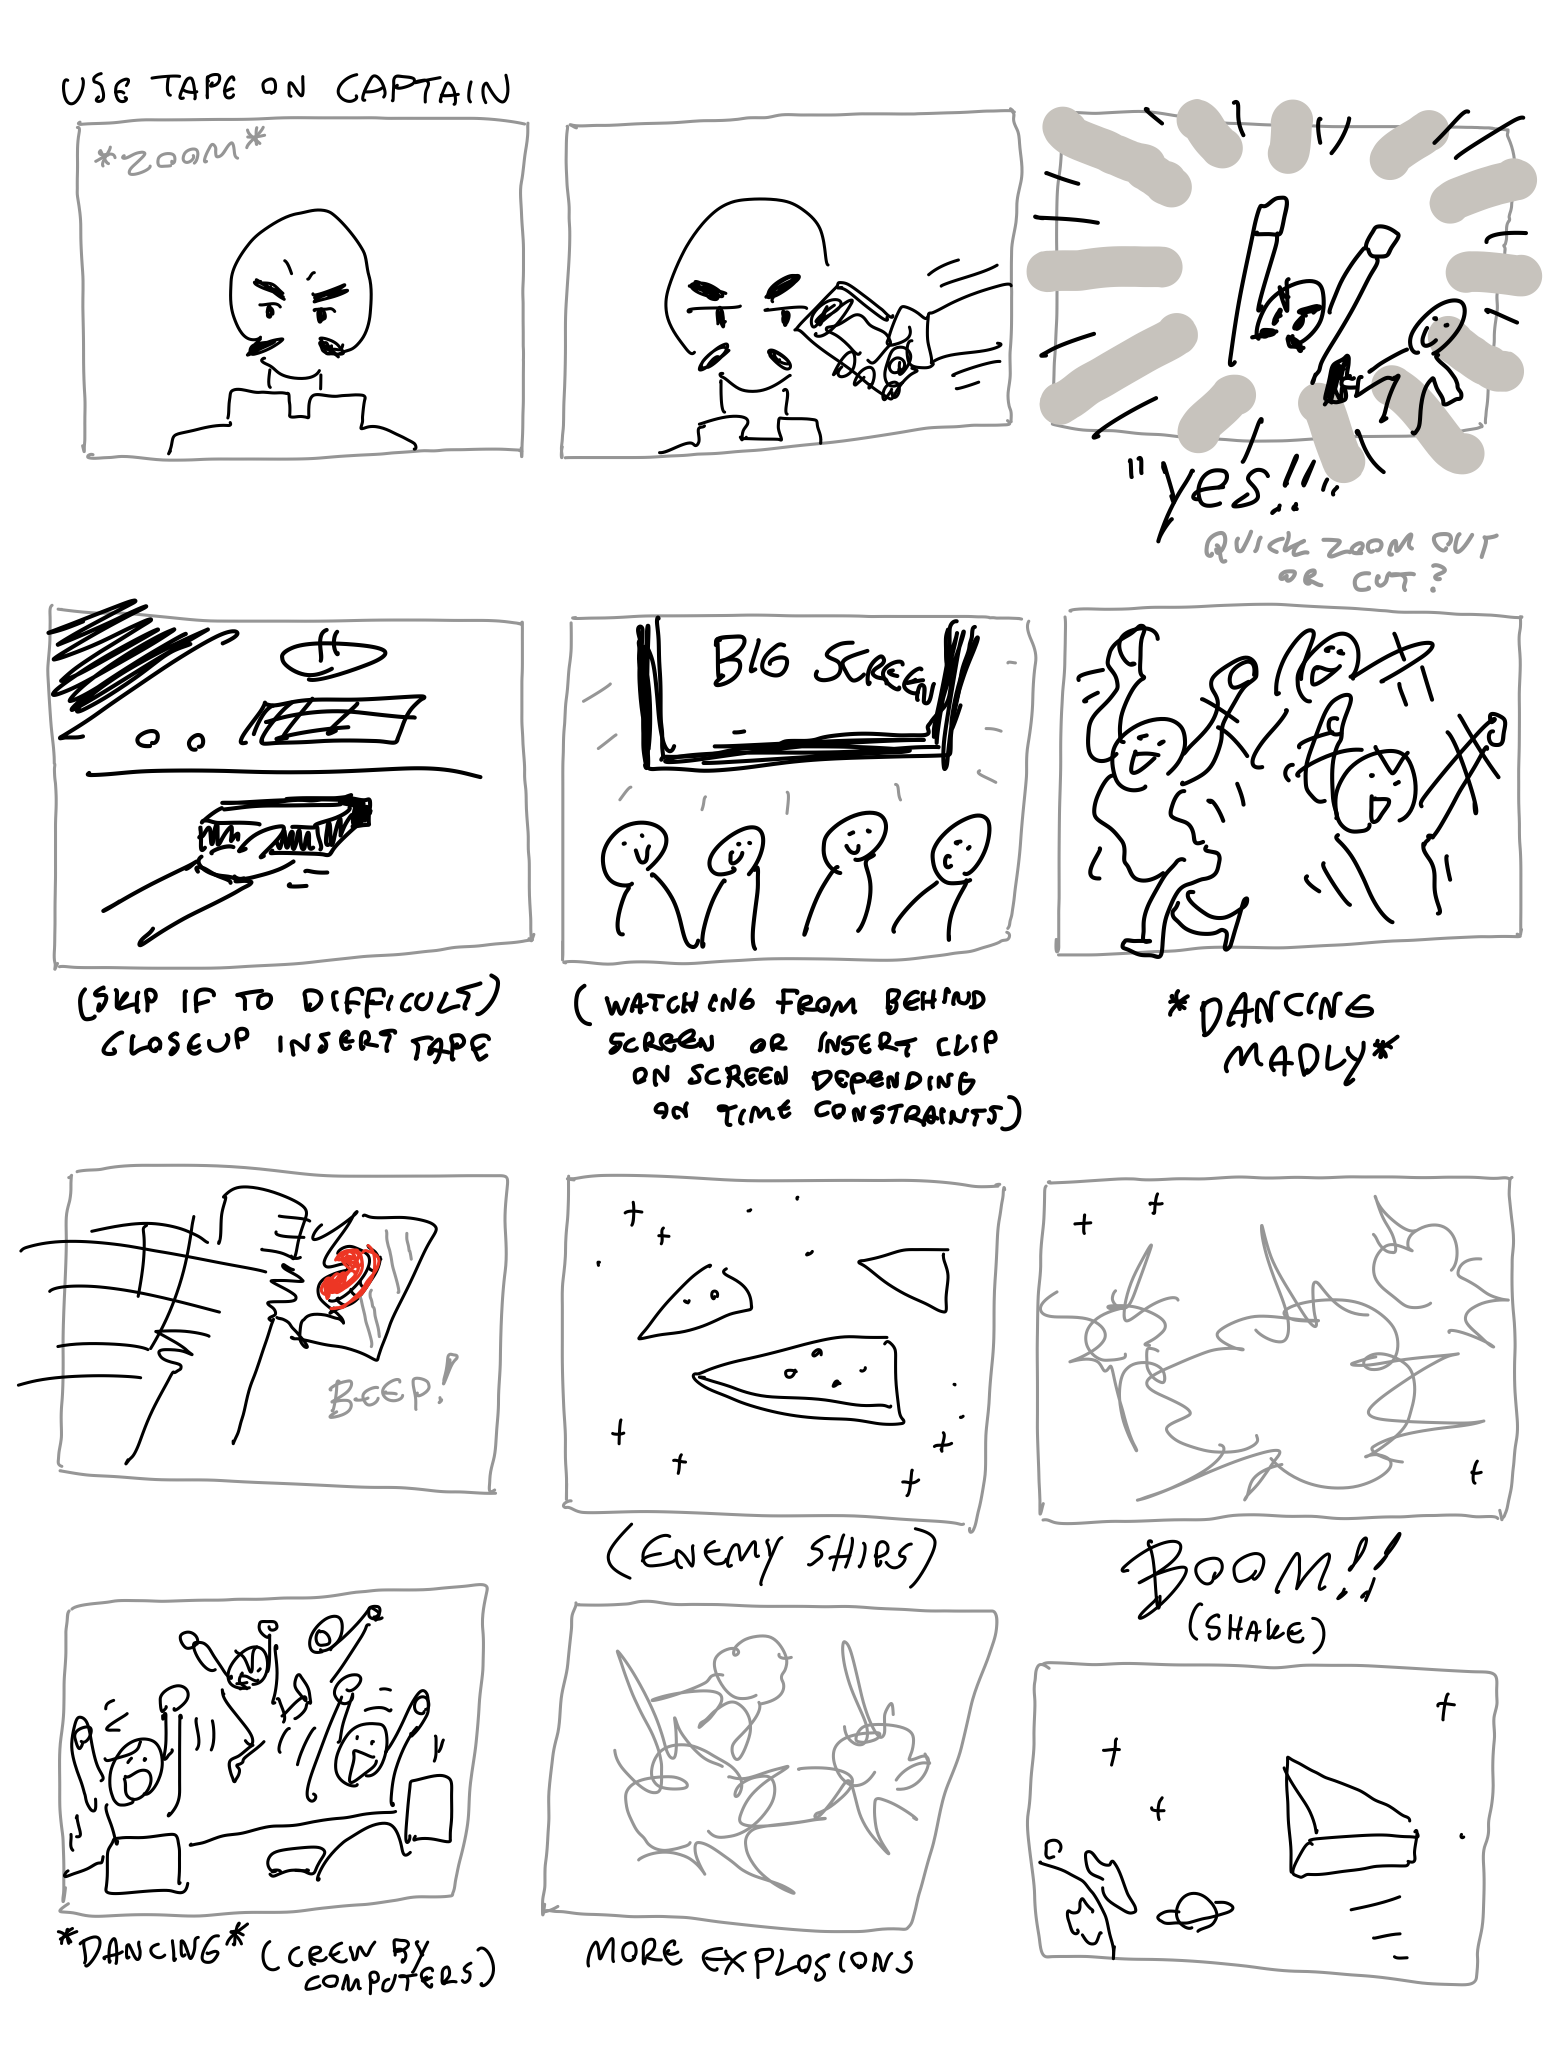 USE TAPE ON CAPTAIN
*ZOOM*
"yes!!"
QUICK ZOOM OUT
OR CUT?
BIG SCREEN
(SKIP IF TO DIFFICULT)
CLOSEUP INSERT TAPE
(WATCHING FROM BEHIND
SCREEN OR INSERT CLIP
ON SCREEN DEPENDING
ON TIME CONSTRAINTS)
*DANCING
MADLY*
BEEP!
(ENEMY SHIPS)
BOOM!!
(SHAKE)
*DANCING* (CREW BY
COMPUTERS)
MORE EXPLOSIONS